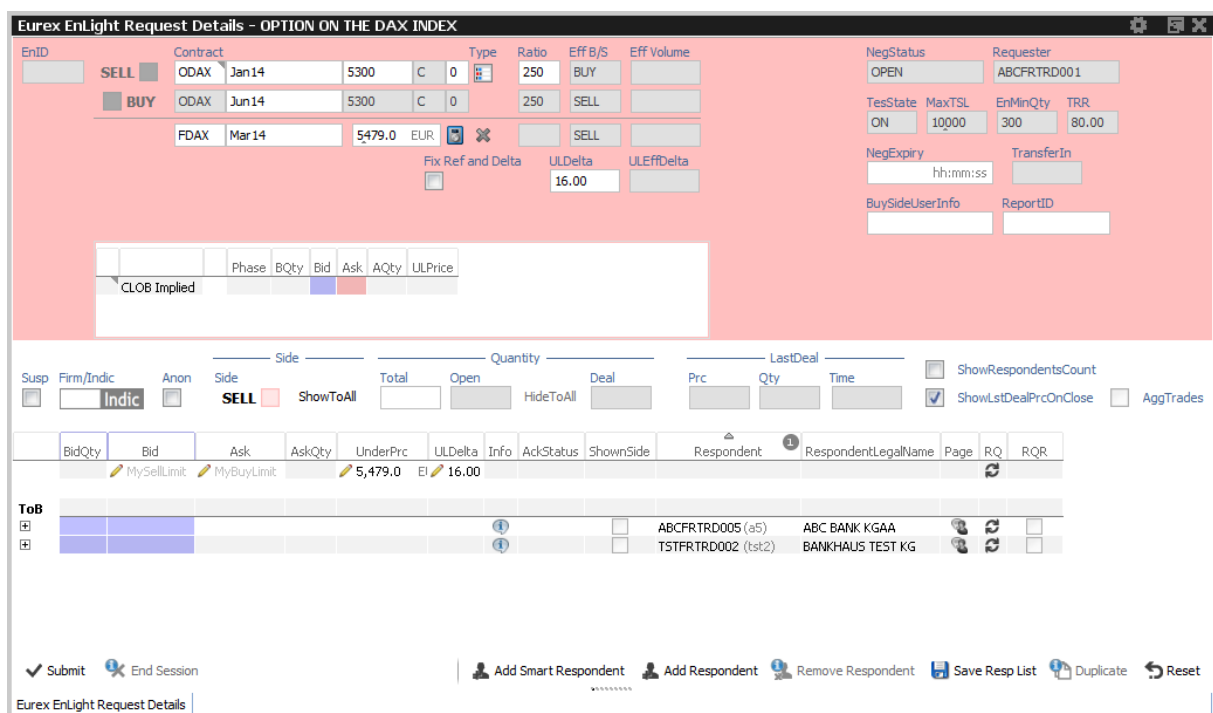 Eurex EnLight Request Details - OPTION ON THE DAX INDEX
EnID Contract Type Ratio Eff B/S Eff Volume NegStatus Requester
SELL ODAX Jan14 5300 C 0 250 BUY OPEN ABCFRTRD001
BUY ODAX Jun14 5300 C 0 250 SELL TesState MaxTSL EnMinQty TRR
ON 10000 300 80.00
FDAX Mar14 5479.0 EUR SELL
Fix Ref and Delta ULDelta ULEffDelta NegExpiry TransferIn
16.00 hh:mm:ss
BuySideUserInfo ReportID
Phase BQty Bid Ask AQty ULPrice
CLOB Implied
Side Quantity LastDeal
Susp Firm/Indic Anon Side Total Open Deal Prc Qty Time ShowRespondentsCount
Indic SELL ShowToAll HideToAll ShowLstDealPrcOnClose AggTrades
BidQty Bid Ask AskQty UnderPrc ULDelta Info AckStatus ShownSide Respondent 1 RespondentLegalName Page RQ RQR
MySellLimit MyBuyLimit 5,479.0 El 16.00
ToB
ABCFRTRD005 (a5) ABC BANK KGAA
TSTFRTRD002 (tst2) BANKHAUS TEST KG
Submit End Session Add Smart Respondent Add Respondent Remove Respondent Save Resp List Duplicate Reset
Eurex EnLight Request Details